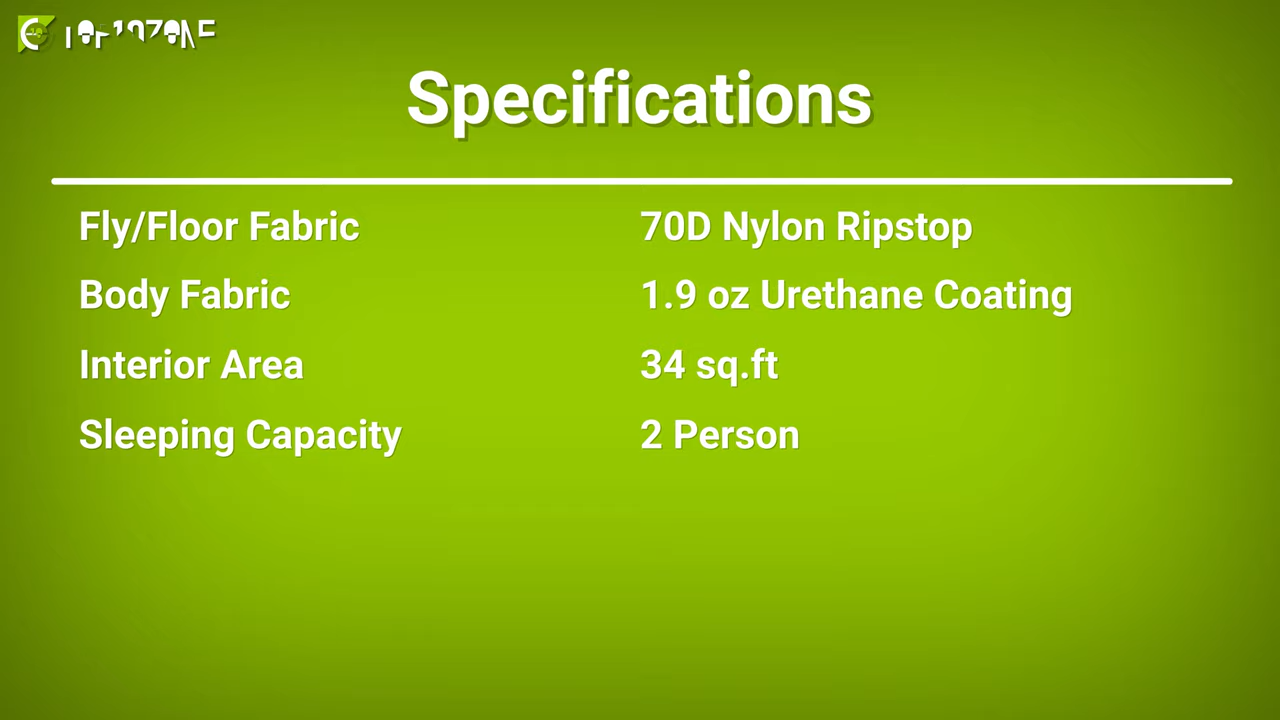 Specifications
Fly/Floor Fabric 70D Nylon Ripstop
Body Fabric 1.9 oz Urethane Coating
Interior Area 34 sq.ft
Sleeping Capacity 2 Person